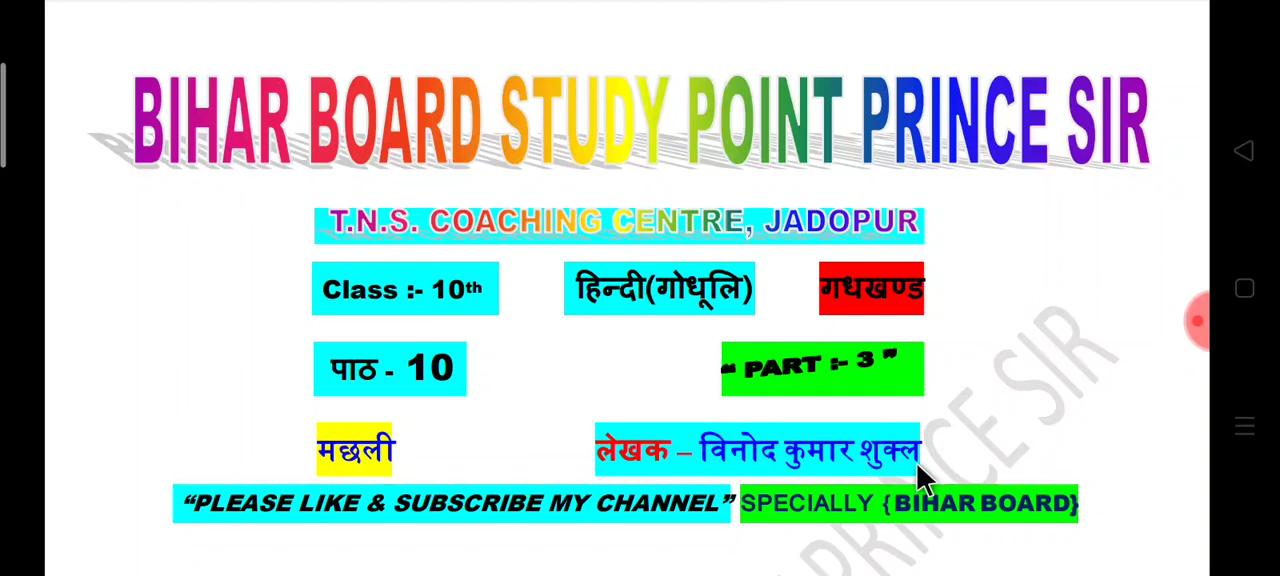 BIHAR BOARD STUDY POINT PRINCE SIR
T.N.S. COACHING CENTRE, JADOPUR
Class :- 10th हिन्दी(गोधूलि) गधखण्ड
पाठ - 10 “ PART :- 3 ”
मछली लेखक – विनोद कुमार शुक्ल
“PLEASE LIKE & SUBSCRIBE MY CHANNEL” SPECIALLY {BIHAR BOARD}
PRINCE SIR